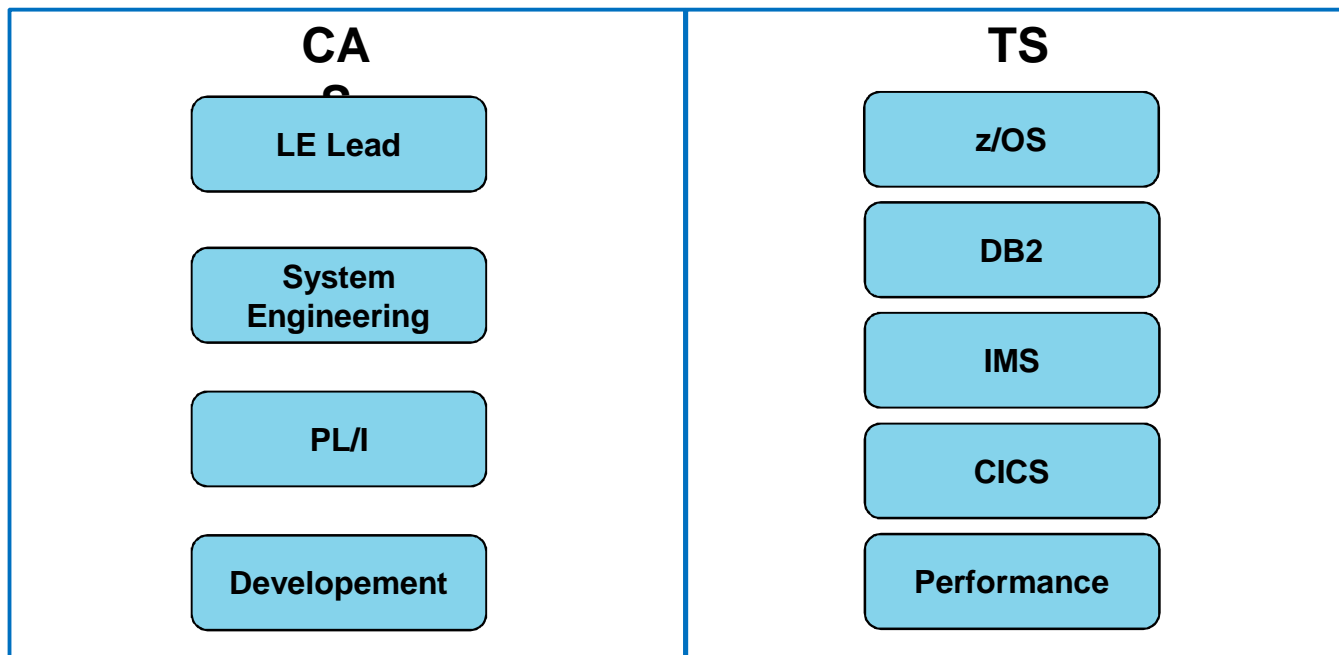 CA
S
LE Lead
System
Engineering
PL/I
Developement
TS
z/OS
DB2
IMS
CICS
Performance